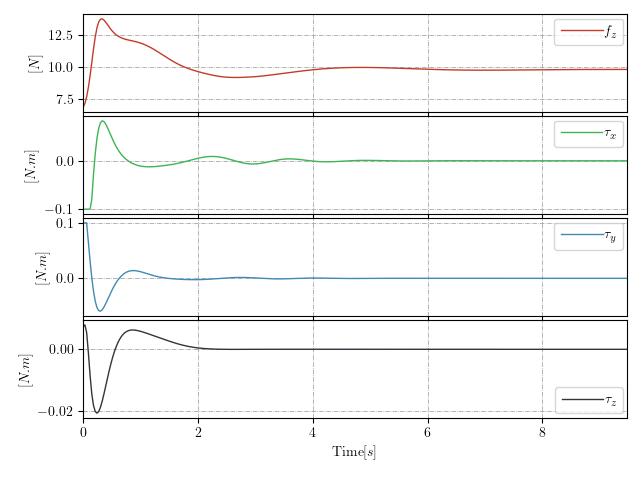 12.5
10.0
7.5
[N]
f_z
0.0
−0.1
[N.m]
τ_x
0.1
0.0
[N.m]
τ_y
0.00
−0.02
[N.m]
τ_z
0 2 4 6 8
Time[s]